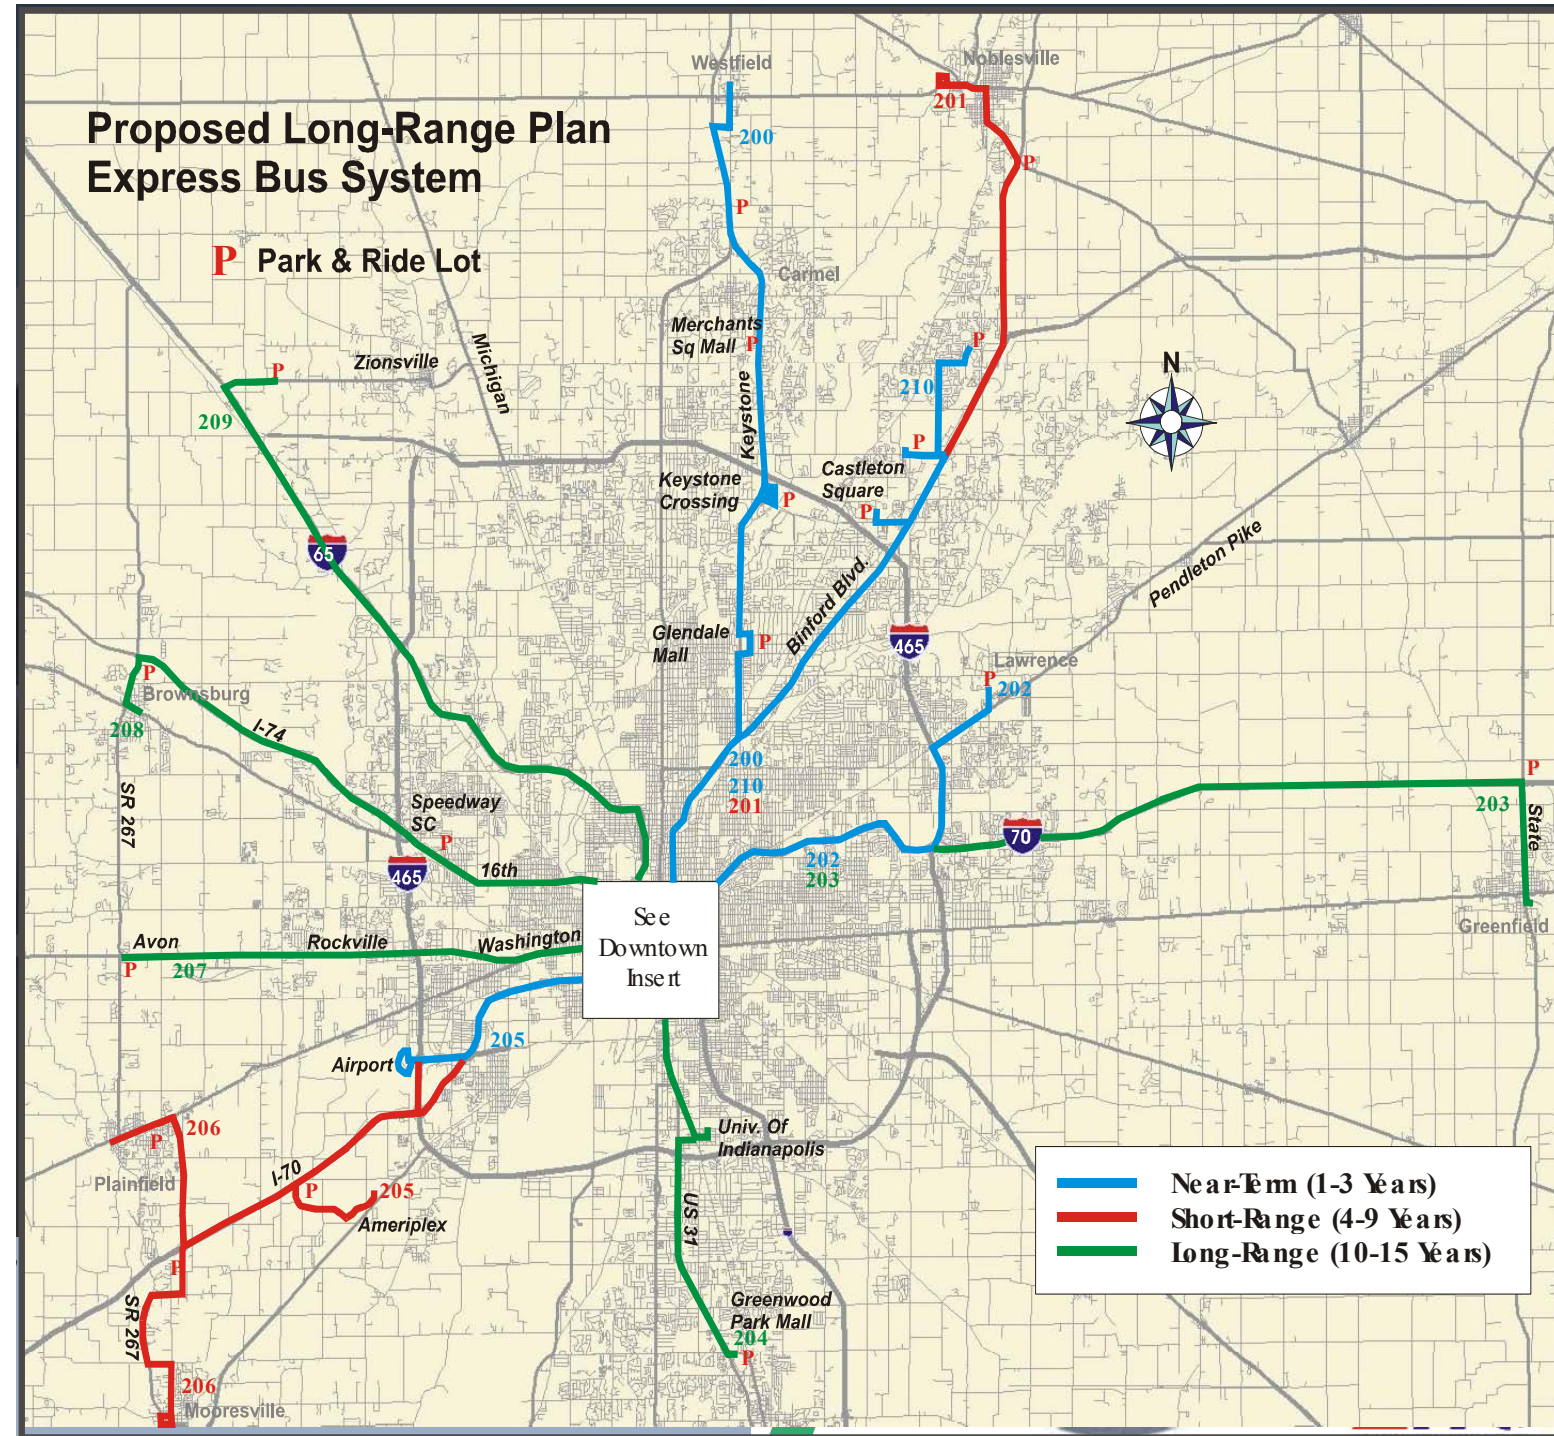 Westfield
Noblesville
201
Proposed Long-Range Plan
Express Bus System
200
P
P
P Park & Ride Lot
Carmel
Merchants
Sq Mall P
Michigan
Zionsville
P
P
Keystone
210
N
209
P
Castleton
Square
P
Keystone
Crossing
P
65
Pendleton Pike
Binford Blvd.
465
Glendale
Mall
P
Lawrence
P
202
P
Brownsburg
208
I-74
200
210
201
P
203
State
SR 267
Speedway
SC
P
70
465
16th
202
203
See
Downtown
Insert
Greenfield
Avon
Rockville
Washington
P
207
205
Airport
206
P
Univ. Of
Indianapolis
Plainfield
I-70
P
205
Ameriplex
US 31
Near-Term (1-3 Years)
Short-Range (4-9 Years)
Long-Range (10-15 Years)
P
SR 267
Greenwood
Park Mall
204
P
206
Mooresville